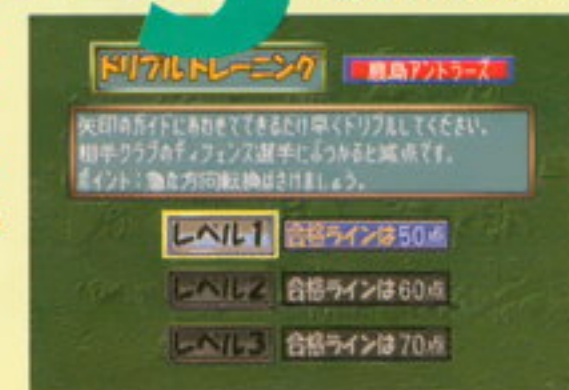 ドリブルトレーニング
鹿島アントラーズ
矢印のガイドにあわせてできるだけ早くドリブルしてください。
相手クラブのディフェンス選手にぶつかると減点です。
ポイント：急な方向転換はさけましょう。
レベル1 合格ラインは50点
レベル2 合格ラインは60点
レベル3 合格ラインは70点